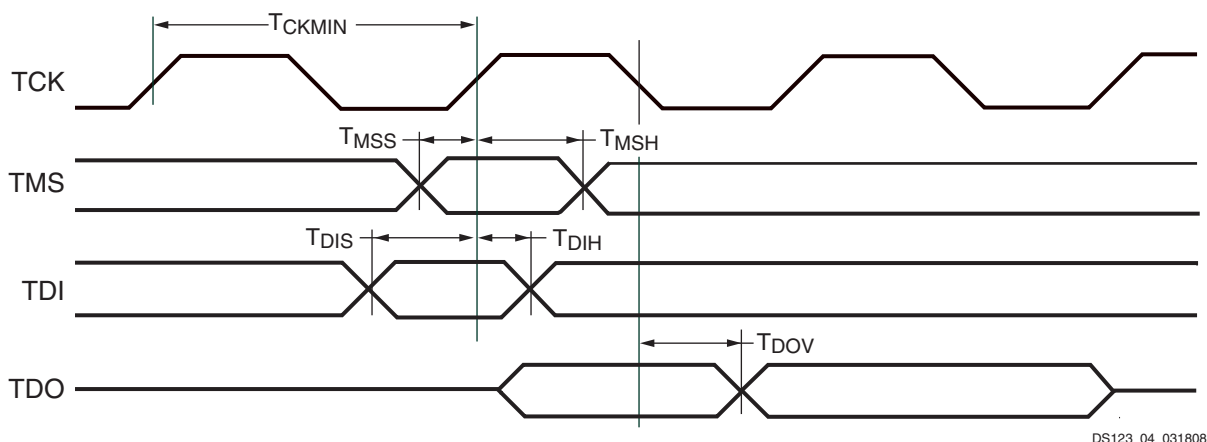 TCKMIN
TCK
TMSS
TMSH
TMS
TDIS
TDIH
TDI
TDOV
TDO
DS123_04_031808